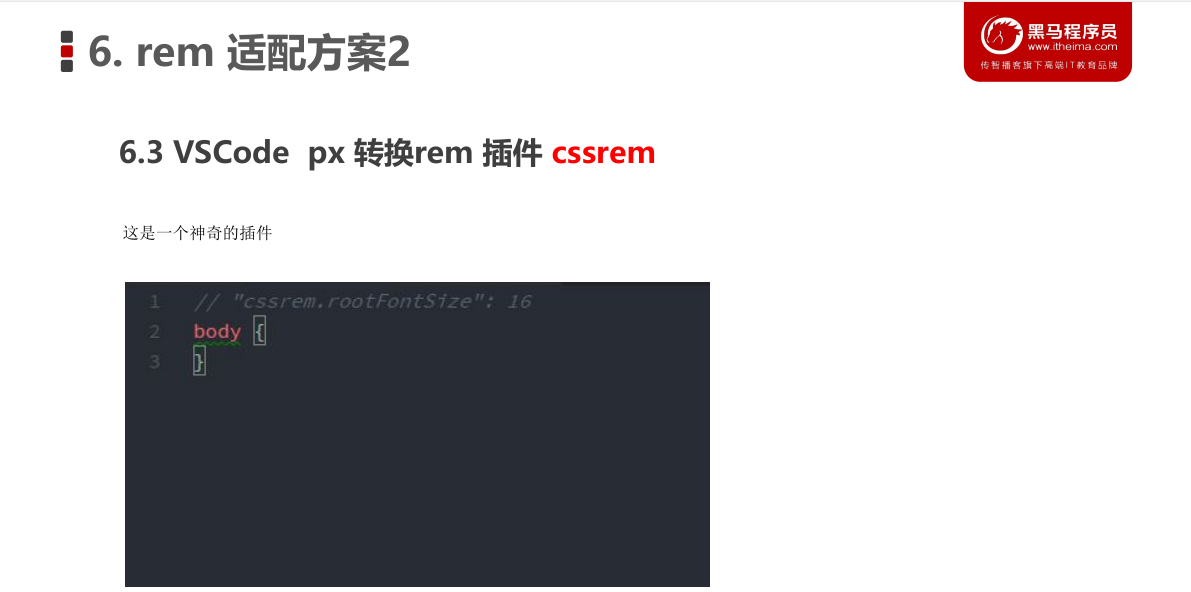 6. rem 适配方案2
黑马程序员
www.itheima.com
传智播客旗下高端IT教育品牌
6.3 VSCode  px 转换rem 插件 cssrem
这是一个神奇的插件
1 // "cssrem.rootFontSize": 16
2 body {
3 }